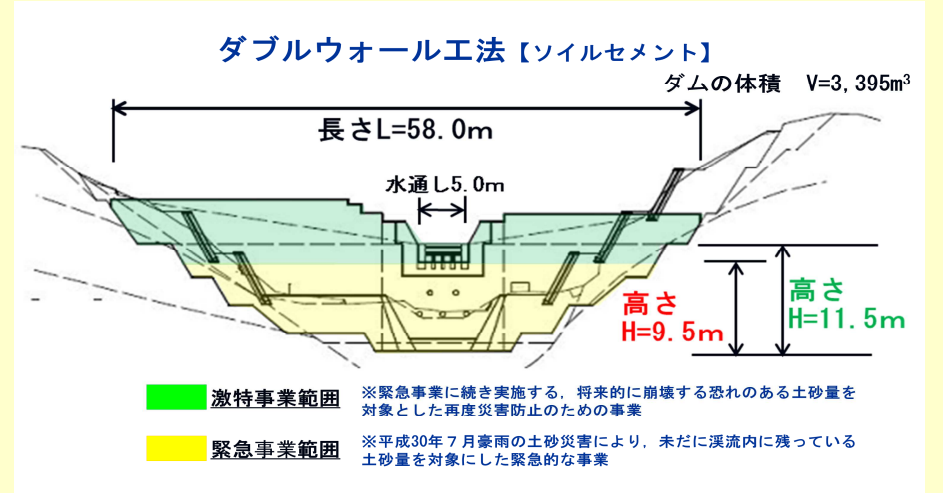 ダブルウォール工法【ソイルセメント】
ダムの体積　V=3,395m³
長さL=58.0m
水通し5.0m
高さ
H=9.5m
高さ
H=11.5m
激特事業範囲
※緊急事業に続き実施する，将来的に崩壊する恐れのある土砂量を
対象とした再度災害防止のための事業
緊急事業範囲
※平成30年７月豪雨の土砂災害により，未だに渓流内に残っている
土砂量を対象にした緊急的な事業